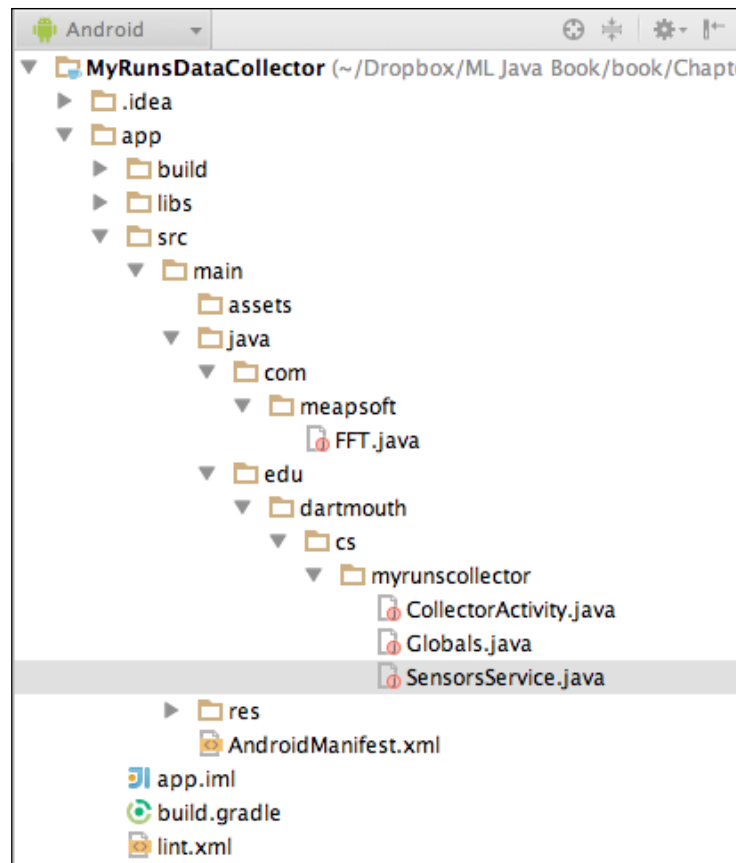 Android
MyRunsDataCollector (~/Dropbox/ML Java Book/book/Chapte
.idea
app
build
libs
src
main
assets
java
com
meapsoft
FFT.java
edu
dartmouth
cs
myrunscollector
CollectorActivity.java
Globals.java
SensorsService.java
res
AndroidManifest.xml
app.iml
build.gradle
lint.xml